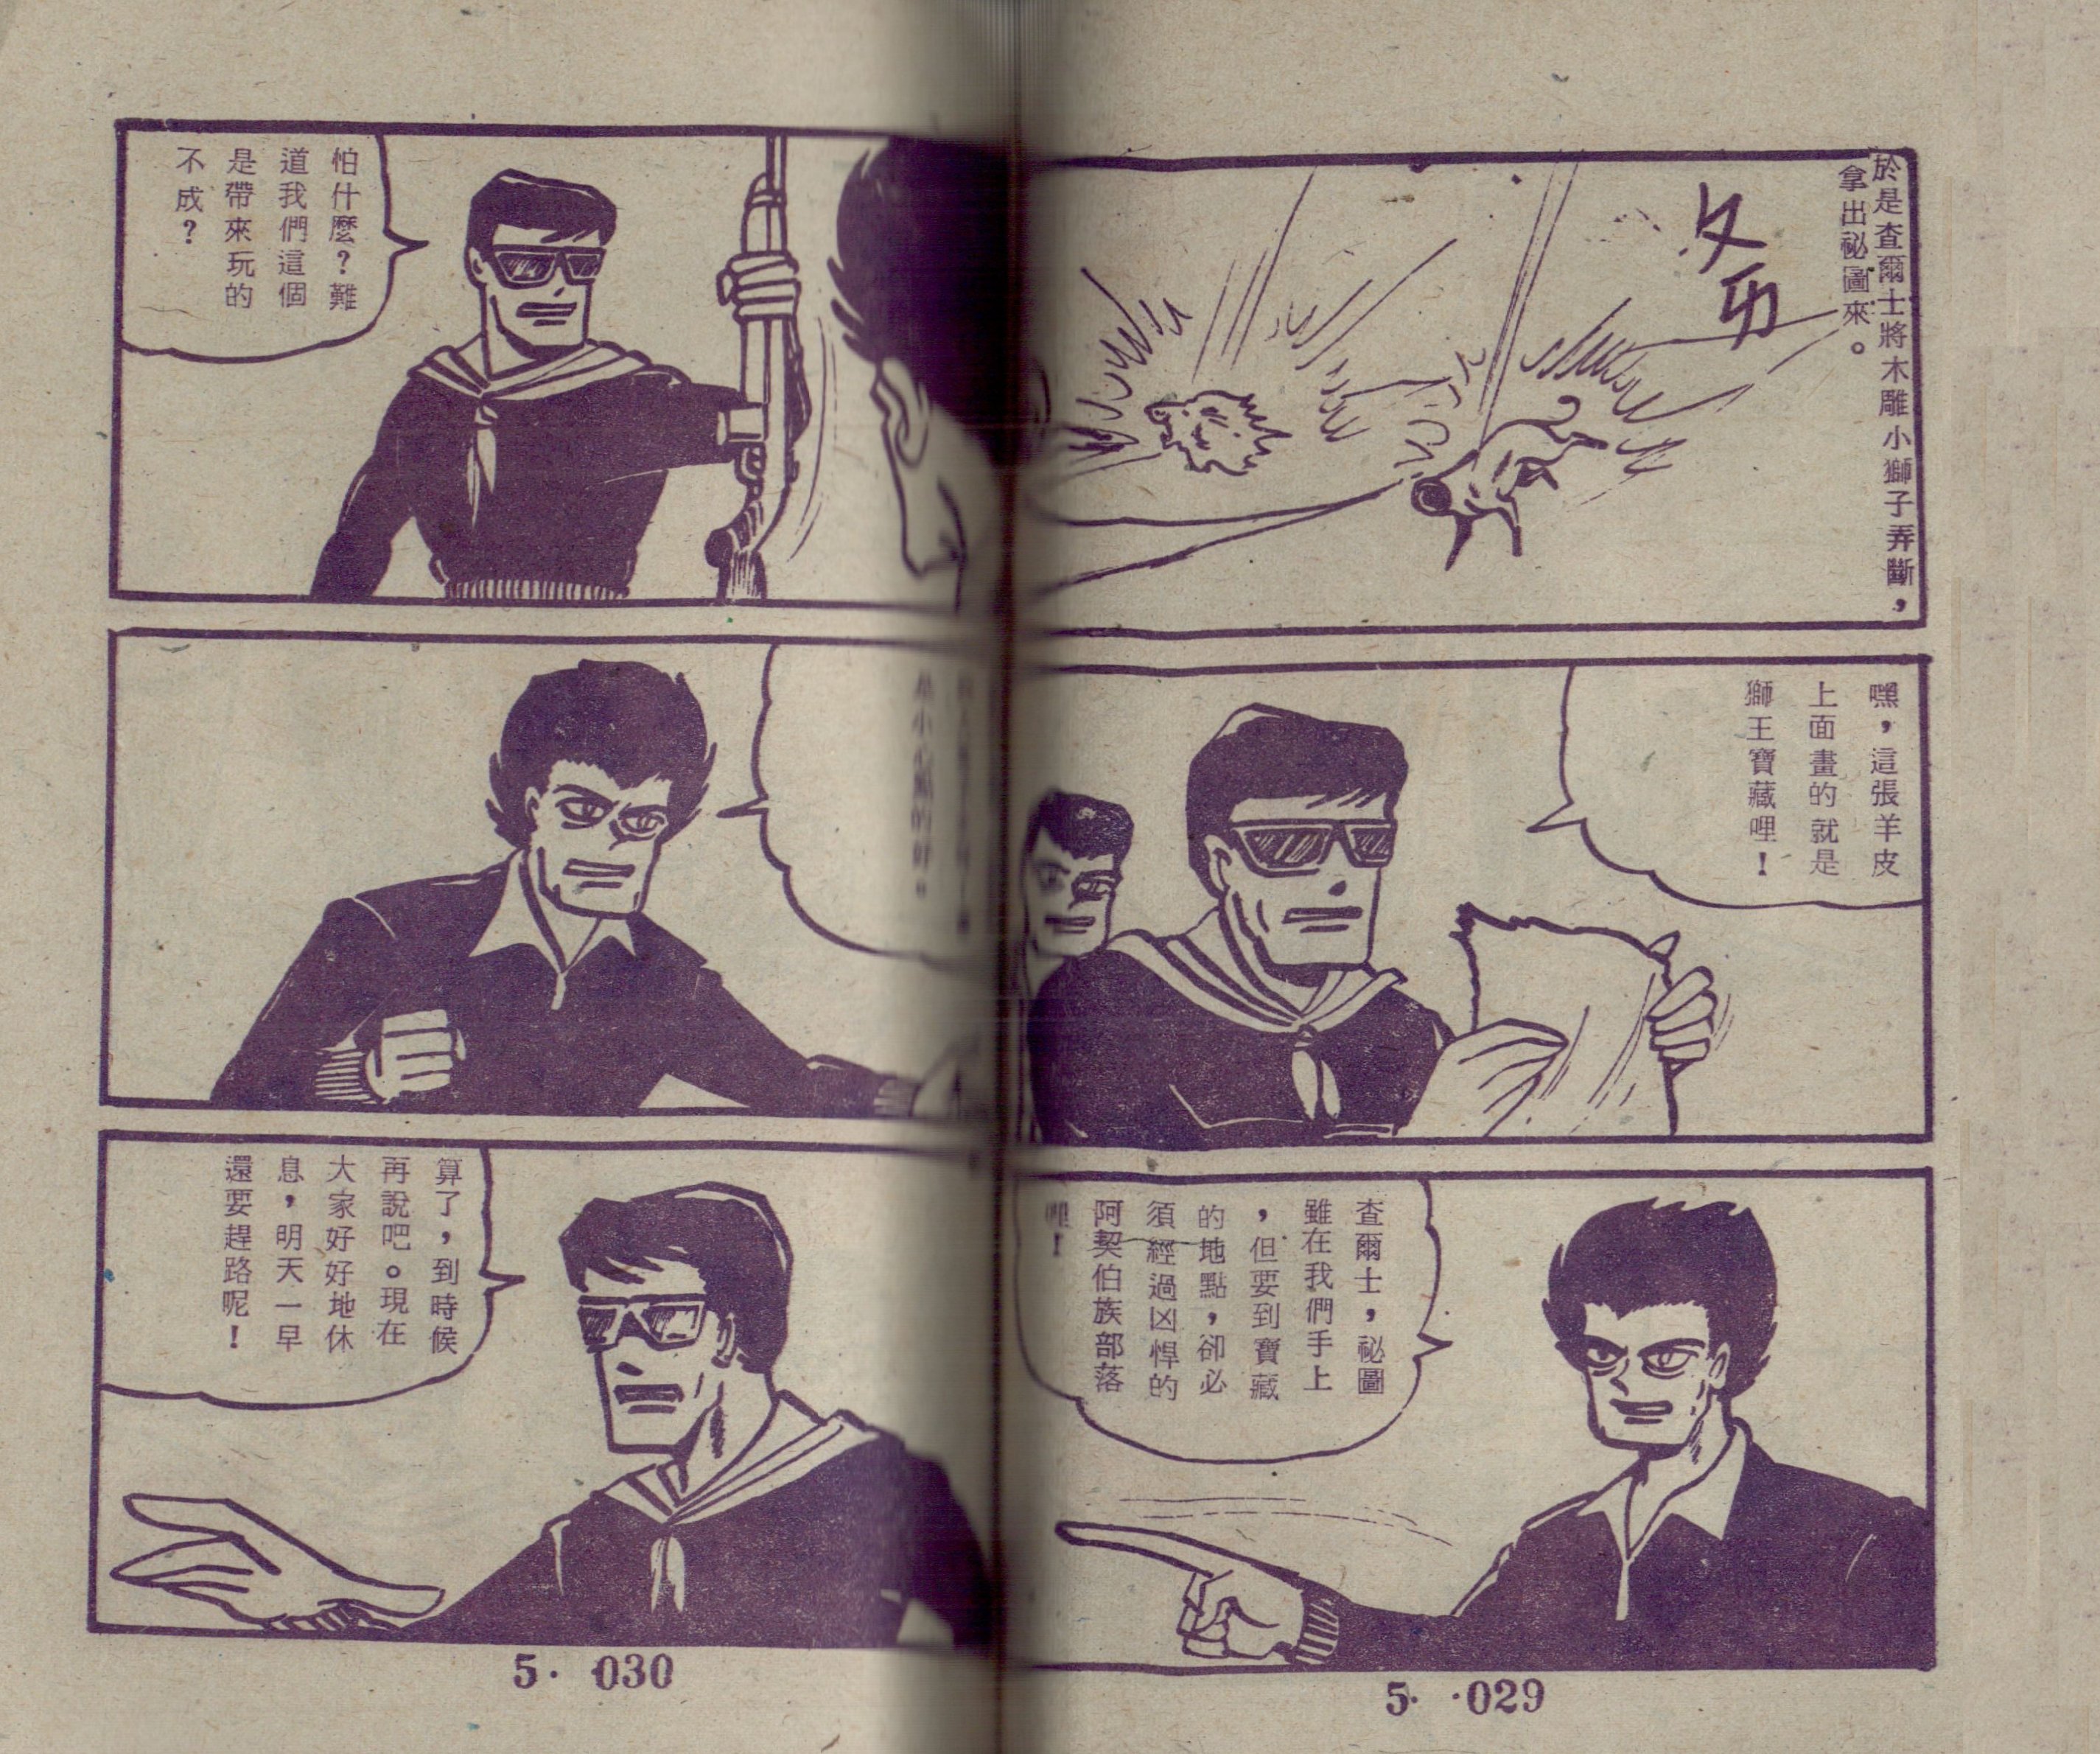 於是查爾士將木雕小獅子弄斷，
拿出祕圖來。
嘿，這張羊皮
上面畫的就是
獅王寶藏哩！
查爾士，祕圖
雖在我們手上
，但要到寶藏
的地點，卻必
須經過凶悍的
阿契伯族部落
哩！
5 · 029
怕什麼？難
道我們這個
是帶來玩的
不成？
是小心點的好。
算了，到時候
再說吧。現在
大家好好地休
息，明天一早
還要趕路呢！
5 · 030